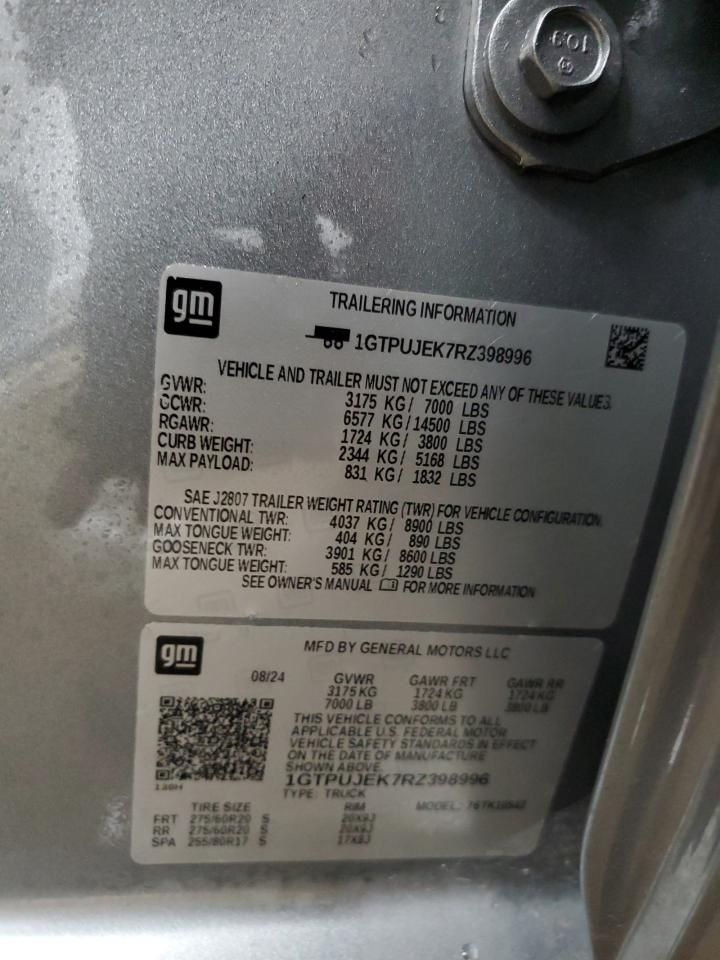 10.9
gm
TRAILERING INFORMATION
1GTPUJEK7RZ398996
VEHICLE AND TRAILER MUST NOT EXCEED ANY OF THESE VALUES.
GVWR: 3175 KG/ 7000 LBS
GCWR: 6577 KG/14500 LBS
RGAWR: 1724 KG/ 3800 LBS
CURB WEIGHT: 2344 KG/ 5168 LBS
MAX PAYLOAD: 831 KG/ 1832 LBS
SAE J2807 TRAILER WEIGHT RATING (TWR) FOR VEHICLE CONFIGURATION.
CONVENTIONAL TWR: 4037 KG/ 8900 LBS
MAX TONGUE WEIGHT: 404 KG/ 890 LBS
GOOSENECK TWR: 3901 KG/ 8600 LBS
MAX TONGUE WEIGHT: 585 KG/ 1290 LBS
SEE OWNER'S MANUAL FOR MORE INFORMATION
gm
MFD BY GENERAL MOTORS LLC
08/24 GVWR GAWR FRT GAWR RR
3175 KG 1724 KG 1724 KG
7000 LB 3800 LB 3800 LB
THIS VEHICLE CONFORMS TO ALL
APPLICABLE U.S. FEDERAL MOTOR
VEHICLE SAFETY STANDARDS IN EFFECT
ON THE DATE OF MANUFACTURE
SHOWN ABOVE.
1GTPUJEK7RZ398996
TYPE: TRUCK MODEL:
TIRE SIZE RIM
FRT 275/60R20 S 20X9J
RR 275/60R20 S 20X9J
SPA 255/80R17 S 17X8J